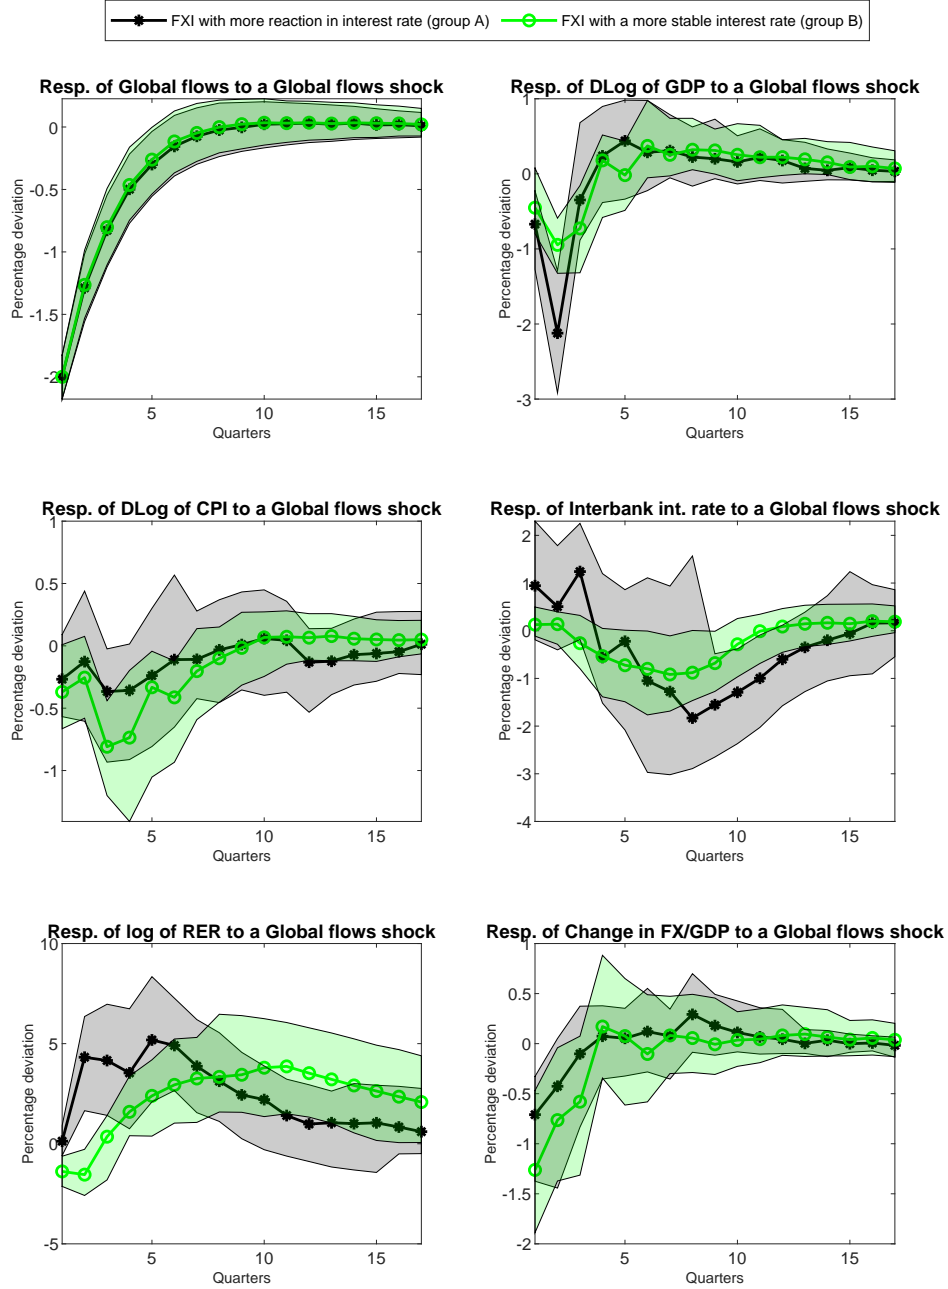 FXI with more reaction in interest rate (group A) FXI with a more stable interest rate (group B)
Resp. of Global flows to a Global flows shock
Percentage deviation
0
-0.5
-1
-1.5
-2
5 10 15
Quarters
Resp. of DLog of GDP to a Global flows shock
Percentage deviation
1
0
-1
-2
-3
5 10 15
Quarters
Resp. of DLog of CPI to a Global flows shock
Percentage deviation
1
0.5
0
-0.5
-1
5 10 15
Quarters
Resp. of Interbank int. rate to a Global flows shock
Percentage deviation
2
1
0
-1
-2
-3
-4
5 10 15
Quarters
Resp. of log of RER to a Global flows shock
Percentage deviation
10
5
0
-5
5 10 15
Quarters
Resp. of Change in FX/GDP to a Global flows shock
Percentage deviation
1
0.5
0
-0.5
-1
-1.5
-2
5 10 15
Quarters